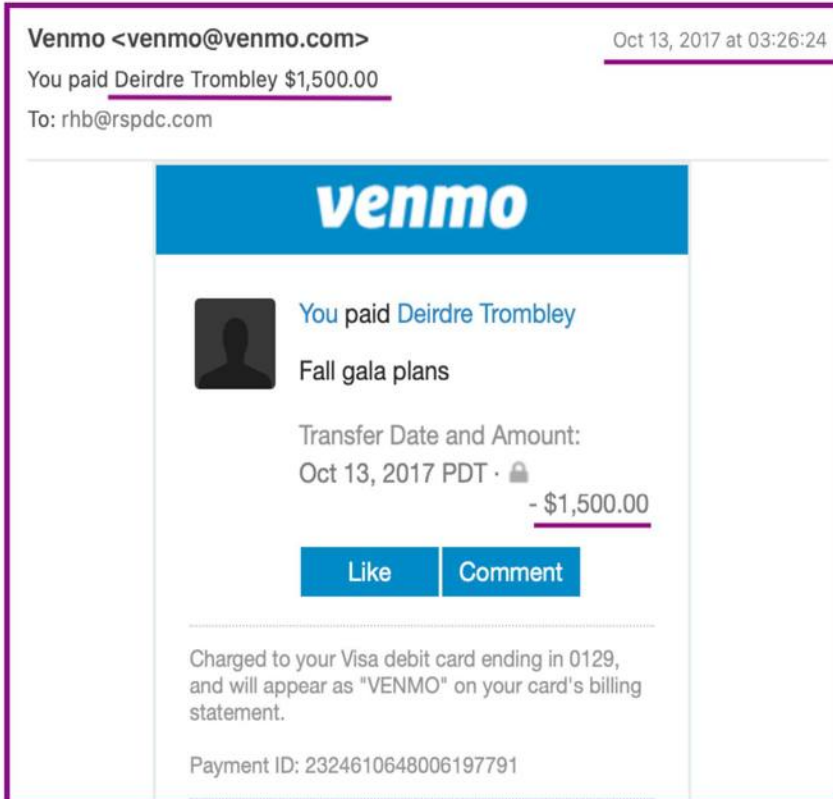 Venmo <venmo@venmo.com>
Oct 13, 2017 at 03:26:24
You paid Deirdre Trombley $1,500.00
To: rhb@rspdc.com
venmo
You paid Deirdre Trombley
Fall gala plans
Transfer Date and Amount:
Oct 13, 2017 PDT ·
- $1,500.00
Like
Comment
Charged to your Visa debit card ending in 0129,
and will appear as "VENMO" on your card's billing
statement.
Payment ID: 2324610648006197791